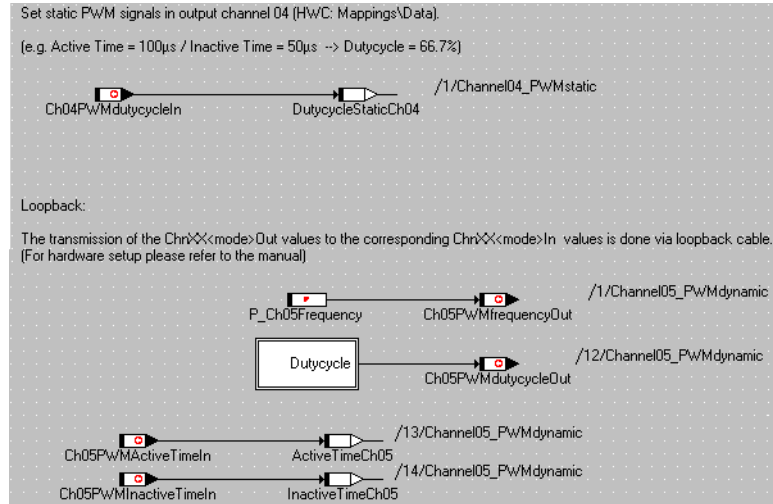 Set static PWM signals in output channel 04 (HWC: Mappings\Data).
(e.g. Active Time = 100µs / Inactive Time = 50µs --> Dutycycle = 66.7%)
/1/Channel04_PWMstatic
Ch04PWMdutycycleIn DutycycleStaticCh04
Loopback:
The transmission of the ChnXX<mode>Out values to the corresponding ChnXX<mode>In values is done via loopback cable.
(For hardware setup please refer to the manual)
/1/Channel05_PWMdynamic
P_Ch05Frequency Ch05PWMfrequencyOut
Dutycycle /12/Channel05_PWMdynamic
Ch05PWMdutycycleOut
/13/Channel05_PWMdynamic
Ch05PWMActiveTimeIn ActiveTimeCh05
/14/Channel05_PWMdynamic
Ch05PWMInactiveTimeIn InactiveTimeCh05